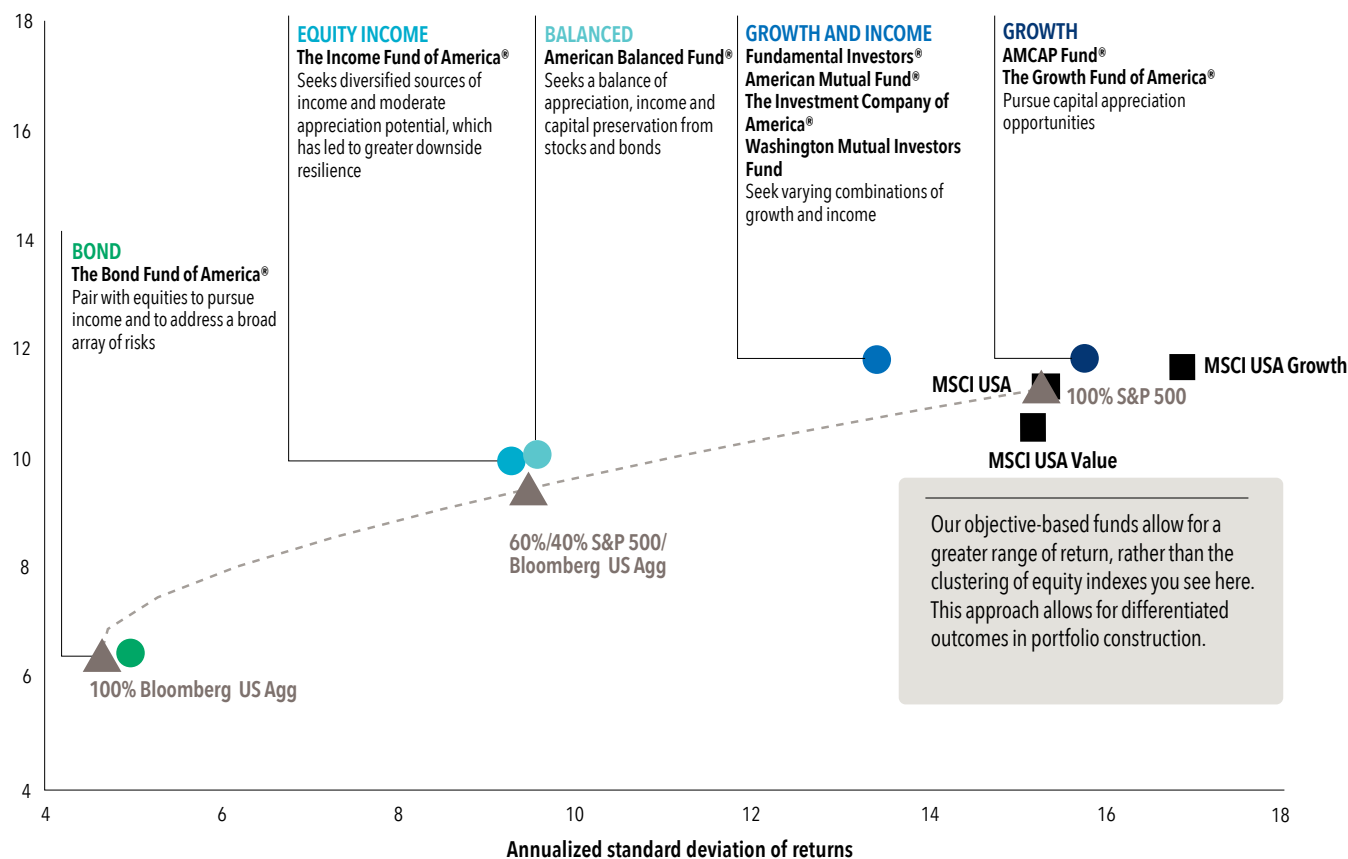 18
16
14
12
10
8
6
4
EQUITY INCOME
The Income Fund of America®
Seeks diversified sources of
income and moderate
appreciation potential, which
has led to greater downside
resilience
BALANCED
American Balanced Fund®
Seeks a balance of
appreciation, income and
capital preservation from
stocks and bonds
GROWTH AND INCOME
Fundamental Investors®
American Mutual Fund®
The Investment Company of
America®
Washington Mutual Investors
Fund
Seek varying combinations of
growth and income
GROWTH
AMCAP Fund®
The Growth Fund of America®
Pursue capital appreciation
opportunities
BOND
The Bond Fund of America®
Pair with equities to pursue
income and to address a broad
array of risks
MSCI USA Growth
MSCI USA
100% S&P 500
MSCI USA Value
60%/40% S&P 500/
Bloomberg US Agg
100% Bloomberg US Agg
Our objective-based funds allow for a
greater range of return, rather than the
clustering of equity indexes you see here.
This approach allows for differentiated
outcomes in portfolio construction.
4 6 8 10 12 14 16 18
Annualized standard deviation of returns